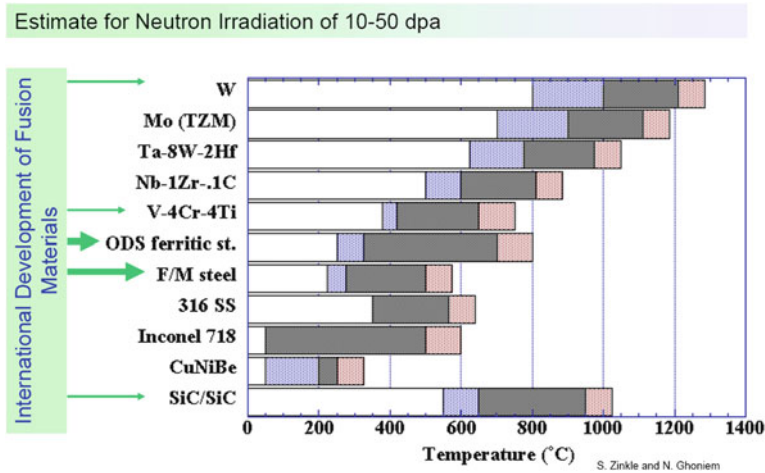 Estimate for Neutron Irradiation of 10-50 dpa
International Development of Fusion
Materials
W
Mo (TZM)
Ta-8W-2Hf
Nb-1Zr-.1C
V-4Cr-4Ti
ODS ferritic st.
F/M steel
316 SS
Inconel 718
CuNiBe
SiC/SiC
0 200 400 600 800 1000 1200 1400
Temperature (˚C)
S. Zinkle and N. Ghoniem